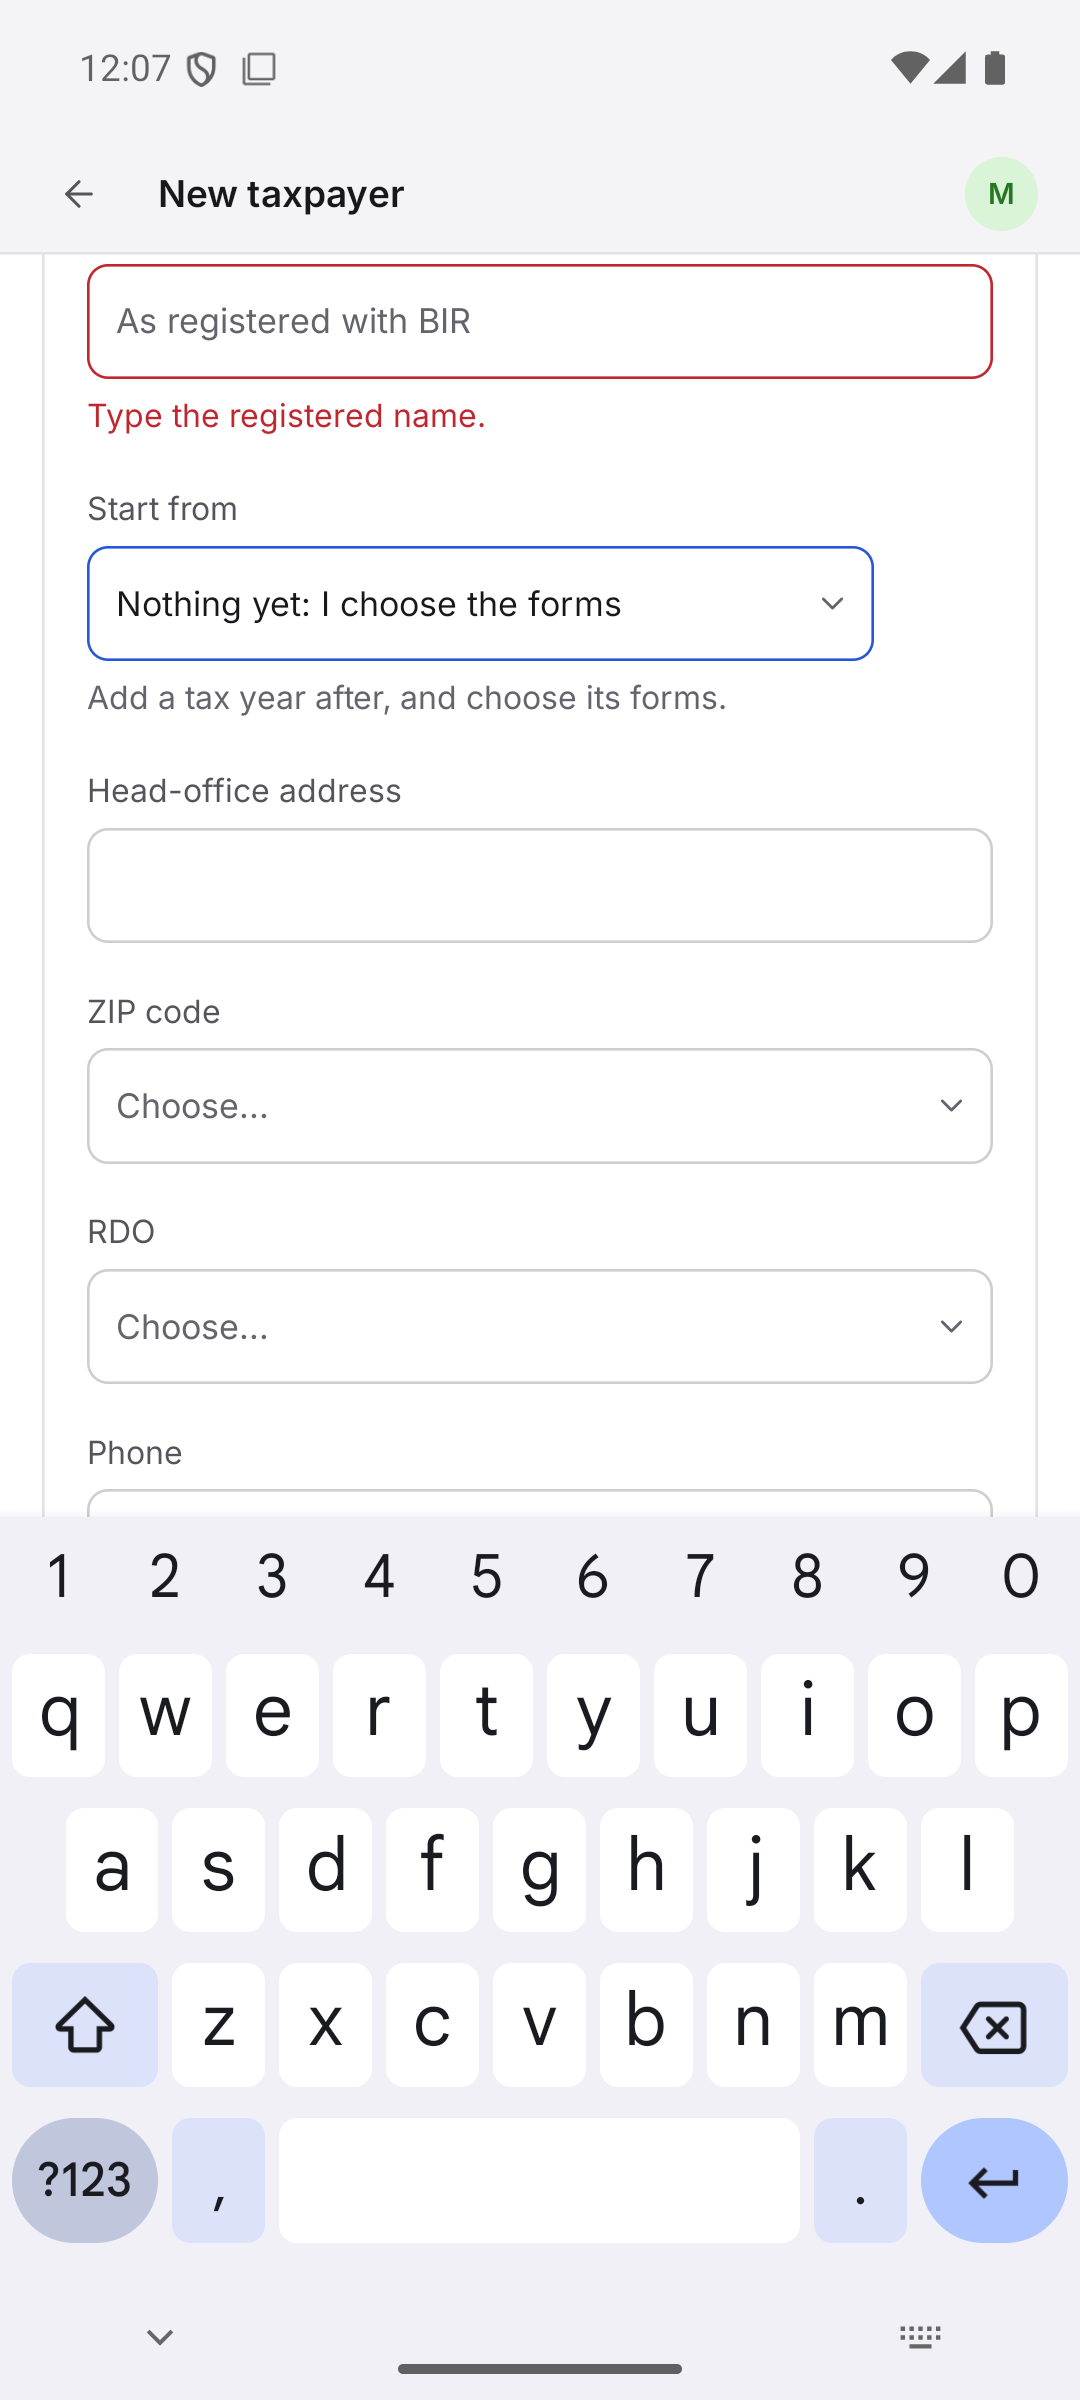 12:07
New taxpayer
M
As registered with BIR
Type the registered name.
Start from
Nothing yet: I choose the forms
Add a tax year after, and choose its forms.
Head-office address
ZIP code
Choose...
RDO
Choose...
Phone
1 2 3 4 5 6 7 8 9 0
q w e r t y u i o p
a s d f g h j k l
z x c v b n m
?123 , .